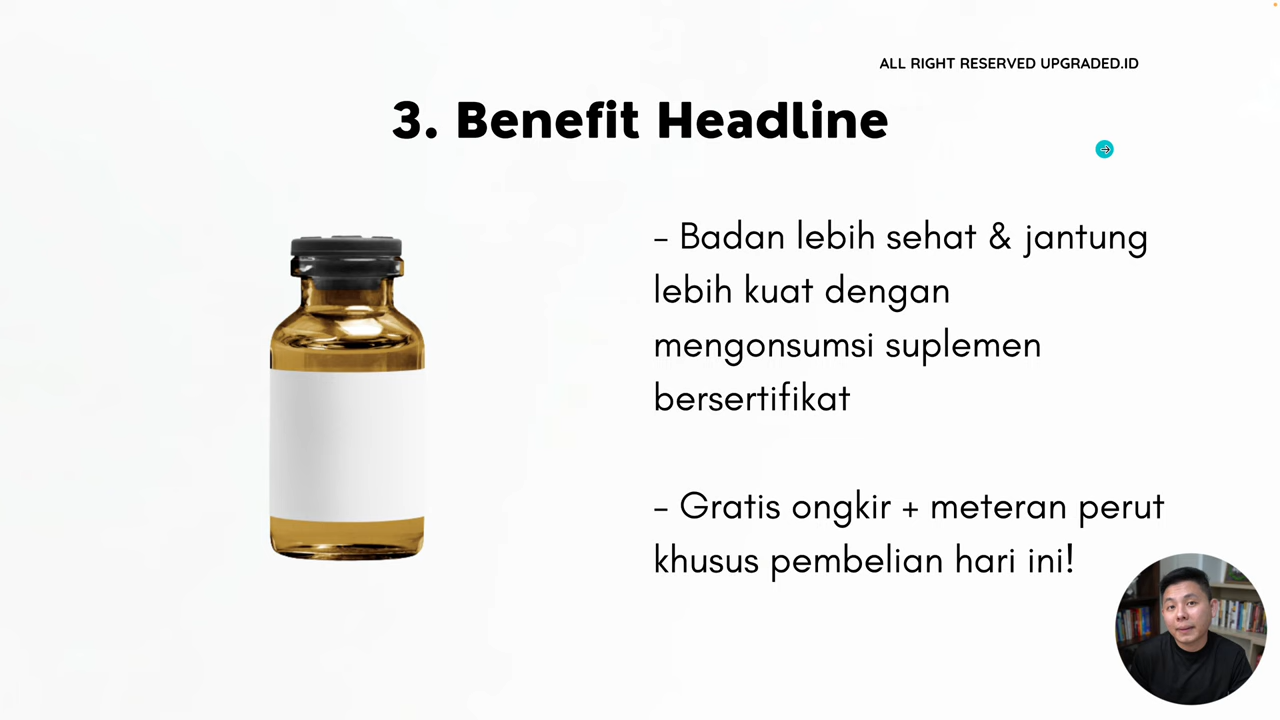 ALL RIGHT RESERVED UPGRADED.ID
3. Benefit Headline
- Badan lebih sehat & jantung
lebih kuat dengan
mengonsumsi suplemen
bersertifikat
- Gratis ongkir + meteran perut
khusus pembelian hari ini!